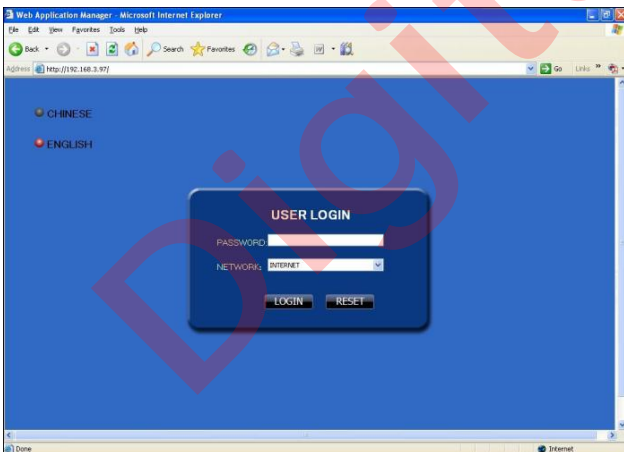 Web Application Manager - Microsoft Internet Explorer
File Edit View Favorites Tools Help
Back Search Favorites
Address http://192.168.3.97/ Go Links »
CHINESE
ENGLISH
USER LOGIN
PASSWORD:
NETWORK: INTERNET
LOGIN RESET
Done Internet
Digit